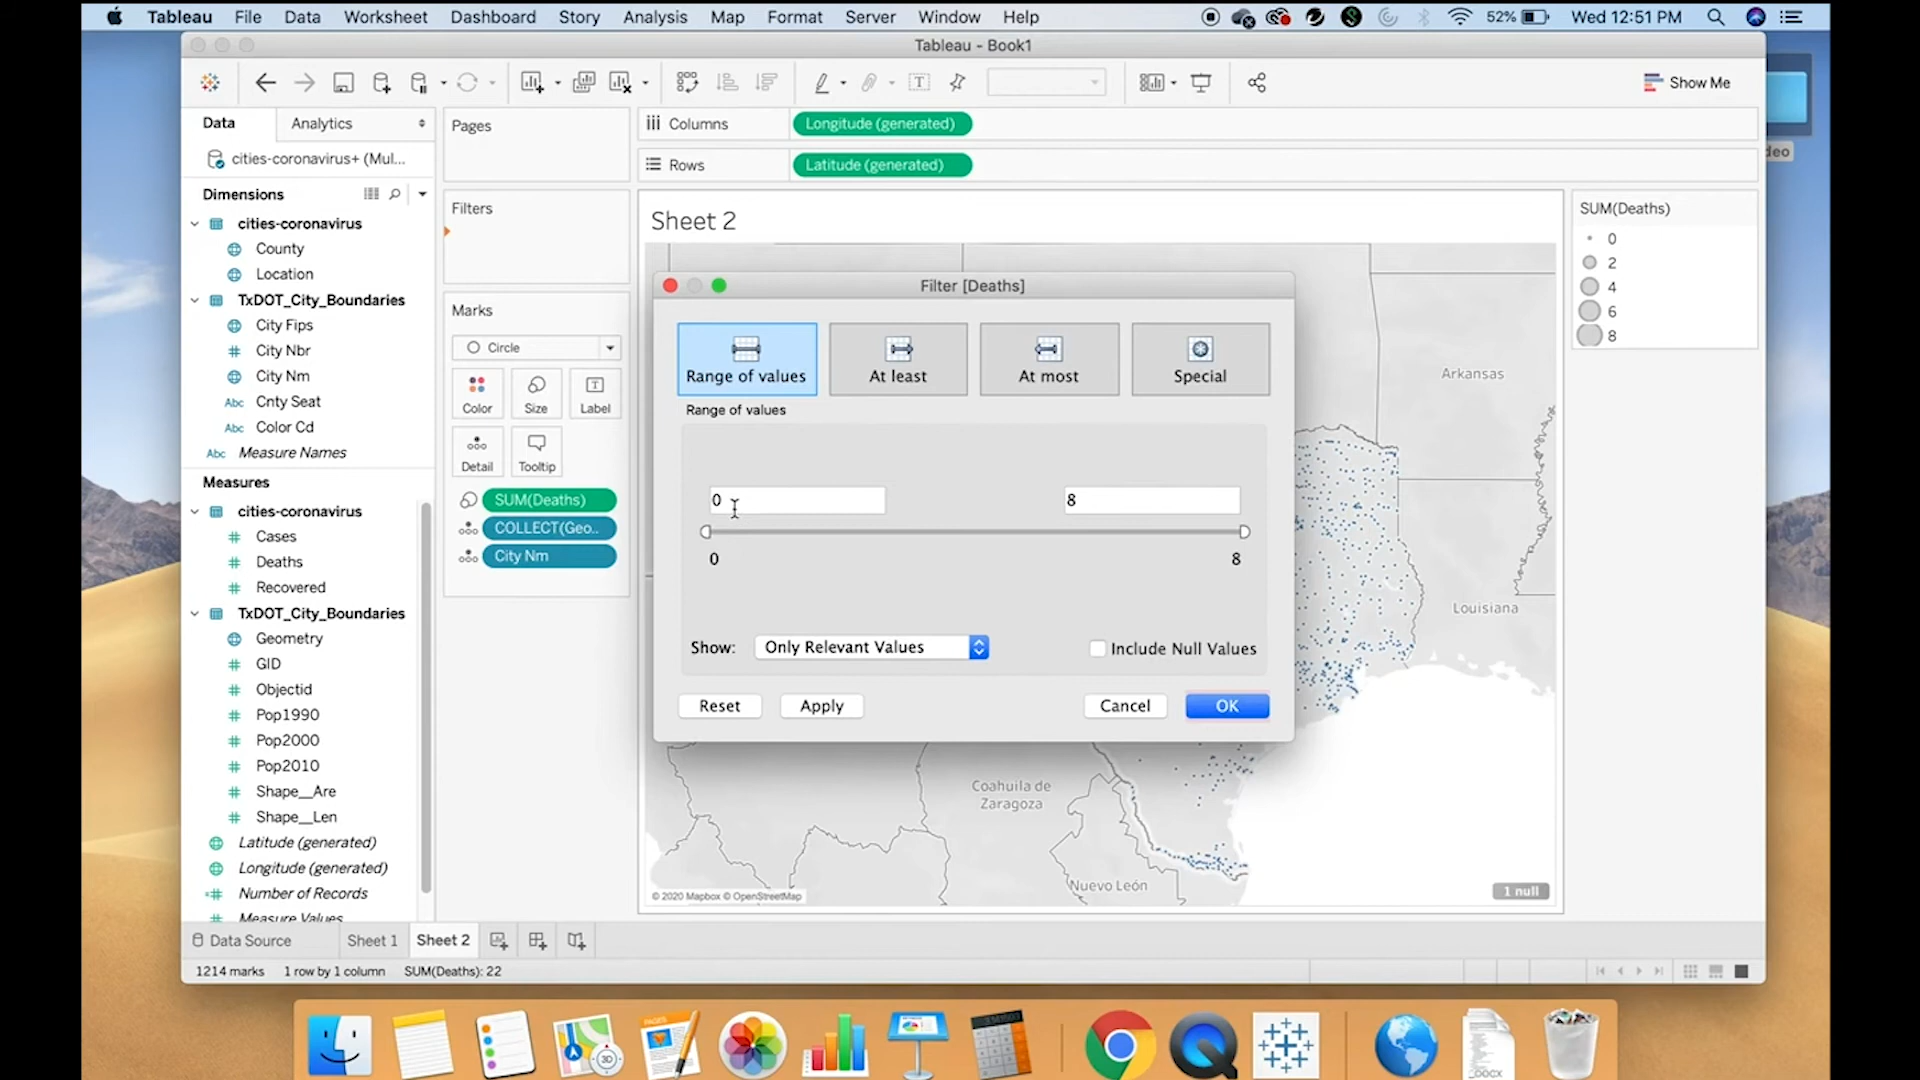 Tableau File Data Worksheet Dashboard Story Analysis Map Format Server Window Help 52% Wed 12:51 PM
Tableau - Book1
Show Me
Data Analytics
cities-coronavirus+ (Mul...
Dimensions
cities-coronavirus
County
Location
TxDOT_City_Boundaries
City Fips
# City Nbr
City Nm
Abc Cnty Seat
Abc Color Cd
Abc Measure Names
Measures
cities-coronavirus
# Cases
# Deaths
# Recovered
TxDOT_City_Boundaries
Geometry
# GID
# Objectid
# Pop1990
# Pop2000
# Pop2010
# Shape__Are
# Shape__Len
Latitude (generated)
Longitude (generated)
=# Number of Records
# Measure Values
Pages
Filters
Marks
Circle
Color Size Label
Detail Tooltip
SUM(Deaths)
COLLECT(Geo..
City Nm
Columns Longitude (generated)
Rows Latitude (generated)
Sheet 2
Filter [Deaths]
Range of values At least At most Special
Range of values
0 8
0 8
Show: Only Relevant Values Include Null Values
Reset Apply Cancel OK
Arkansas
Louisiana
Coahuila de
Zaragoza
Nuevo León
© 2020 Mapbox © OpenStreetMap
1 null
SUM(Deaths)
0
2
4
6
8
deo
Data Source Sheet 1 Sheet 2
1214 marks 1 row by 1 column SUM(Deaths): 22
PAGES
3D
DOCX